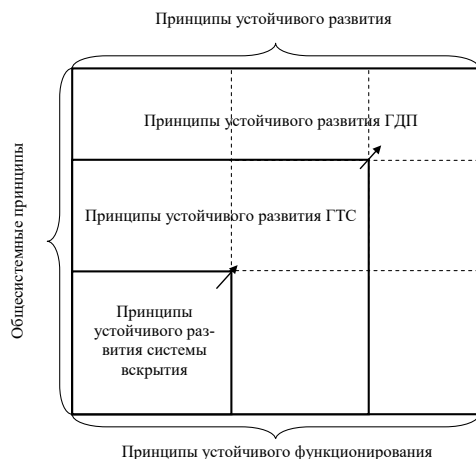 Принципы устойчивого развития
Общесистемные принципы
Принципы устойчивого развития ГДП
Принципы устойчивого развития ГТС
Принципы
устойчивого раз-
вития системы
вскрытия
Принципы устойчивого функционирования